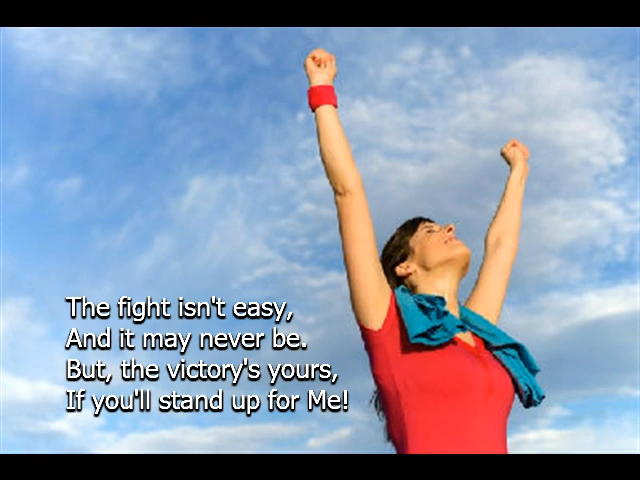 The fight isn't easy,
And it may never be.
But, the victory's yours,
If you'll stand up for Me!